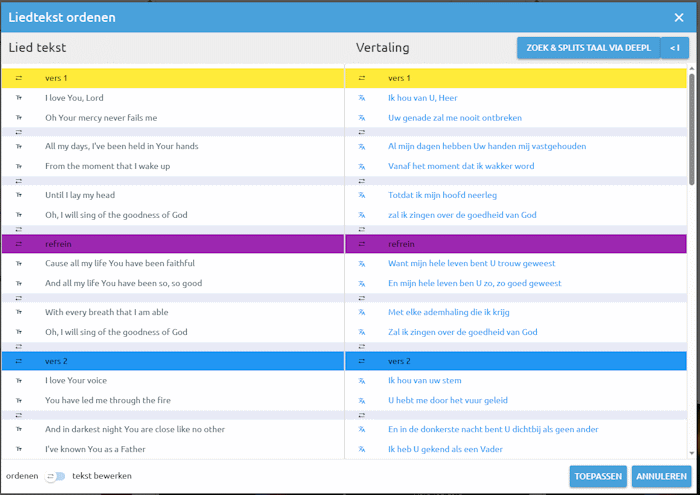 Liedtekst ordenen
Lied tekst
Vertaling
ZOEK & SPLITS TAAL VIA DEEPL
< I
vers 1
vers 1
I love You, Lord
Ik hou van U, Heer
Oh Your mercy never fails me
Uw genade zal me nooit ontbreken
All my days, I've been held in Your hands
Al mijn dagen hebben Uw handen mij vastgehouden
From the moment that I wake up
Vanaf het moment dat ik wakker word
Until I lay my head
Totdat ik mijn hoofd neerleg
Oh, I will sing of the goodness of God
zal ik zingen over de goedheid van God
refrein
refrein
Cause all my life You have been faithful
Want mijn hele leven bent U trouw geweest
And all my life You have been so, so good
En mijn hele leven ben U zo, zo goed geweest
With every breath that I am able
Met elke ademhaling die ik krijg
Oh, I will sing of the goodness of God
Zal ik zingen over de goedheid van God
vers 2
vers 2
I love Your voice
Ik hou van uw stem
You have led me through the fire
U hebt me door het vuur geleid
And in darkest night You are close like no other
En in de donkerste nacht bent U dichtbij als geen ander
I've known You as a Father
Ik heb U gekend als een Vader
ordenen
tekst bewerken
TOEPASSEN
ANNULEREN